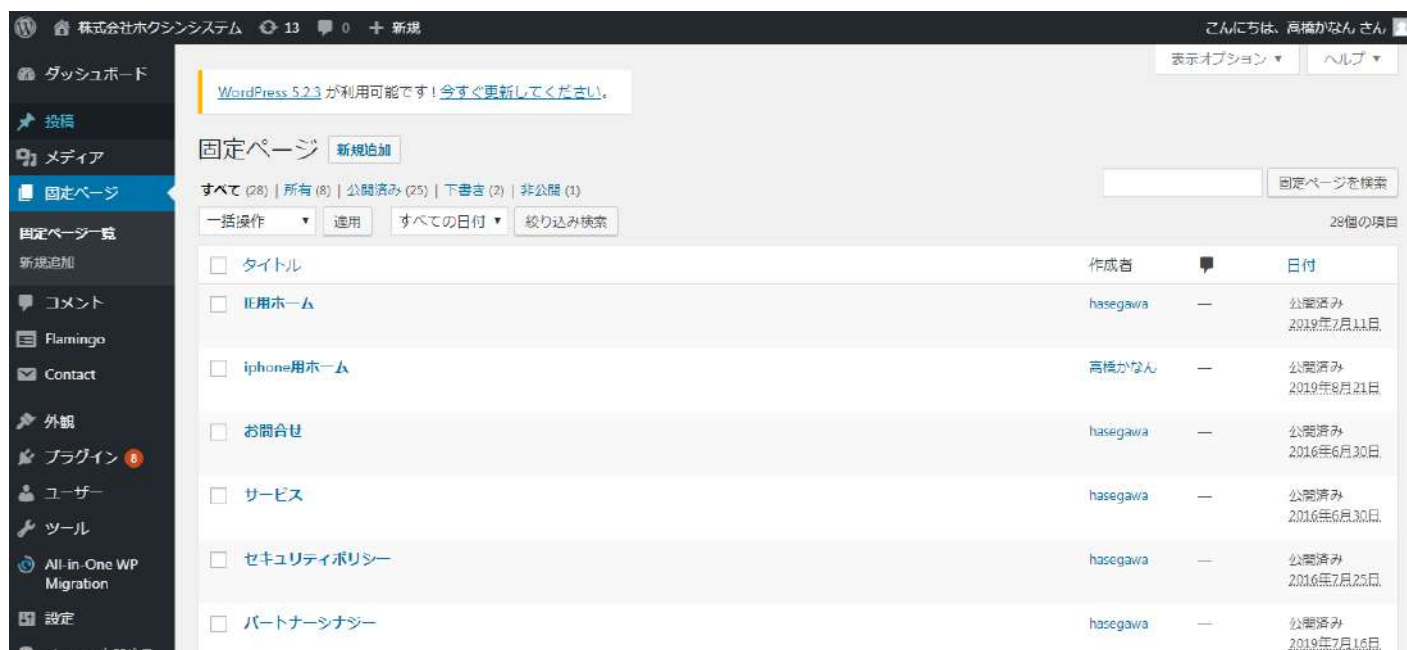 株式会社ホクシンシステム 13 0 新規 こんにちは、高橋かなん さん
表示オプション ▼ ヘルプ ▼
ダッシュボード
WordPress 5.2.3 が利用可能です ! 今すぐ更新してください。
投稿
メディア
固定ページ
固定ページ一覧
新規追加
コメント
Flamingo
Contact
外観
プラグイン 8
ユーザー
ツール
All-in-One WP
Migration
設定
固定ページ 新規追加
すべて (28) | 所有 (8) | 公開済み (25) | 下書き (2) | 非公開 (1)
固定ページを検索
一括操作 ▼ 適用 すべての日付 ▼ 絞り込み検索
28個の項目
タイトル 作成者 日付
IE用ホーム hasegawa — 公開済み
2019年7月11日
iphone用ホーム 高橋かなん — 公開済み
2019年8月21日
お問合せ hasegawa — 公開済み
2016年6月30日
サービス hasegawa — 公開済み
2016年6月30日
セキュリティポリシー hasegawa — 公開済み
2016年7月25日
パートナーシナジー hasegawa — 公開済み
2019年7月16日